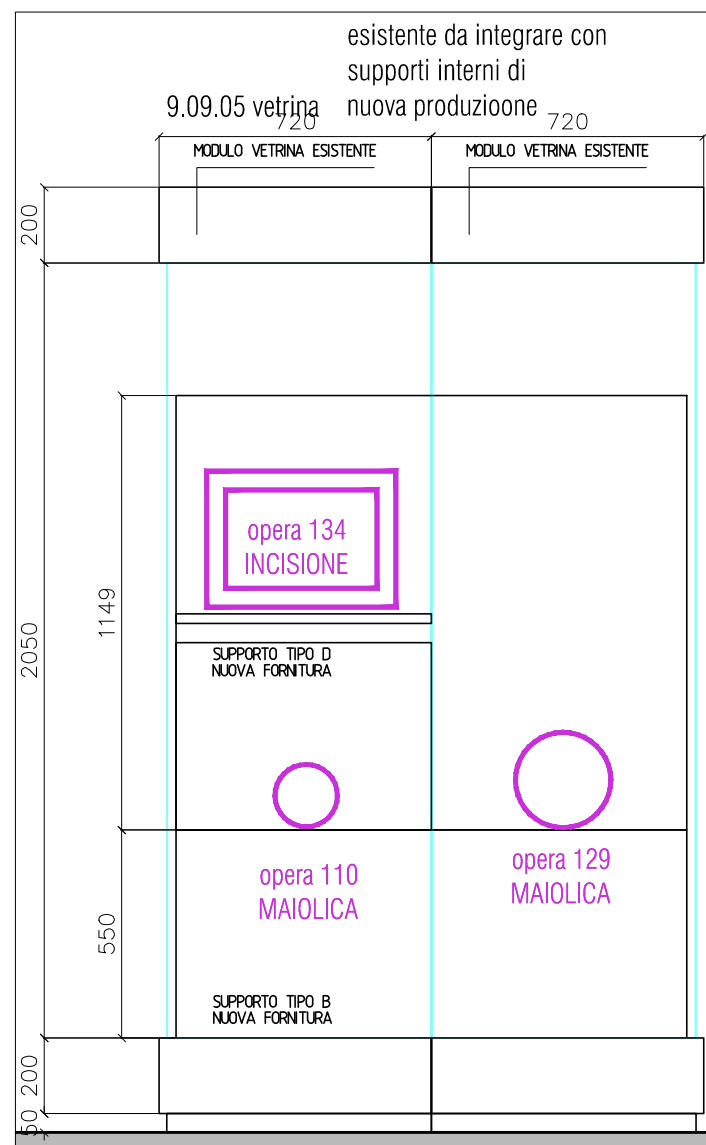 esistente da integrare con
supporti interni di
9.09.05 vetrina nuova produzioone
720 720
MODULO VETRINA ESISTENTE MODULO VETRINA ESISTENTE
200
opera 134
INCISIONE
1149
2050
SUPPORTO TIPO D
NUOVA FORNITURA
opera 110
MAIOLICA
opera 129
MAIOLICA
550
SUPPORTO TIPO B
NUOVA FORNITURA
200
50